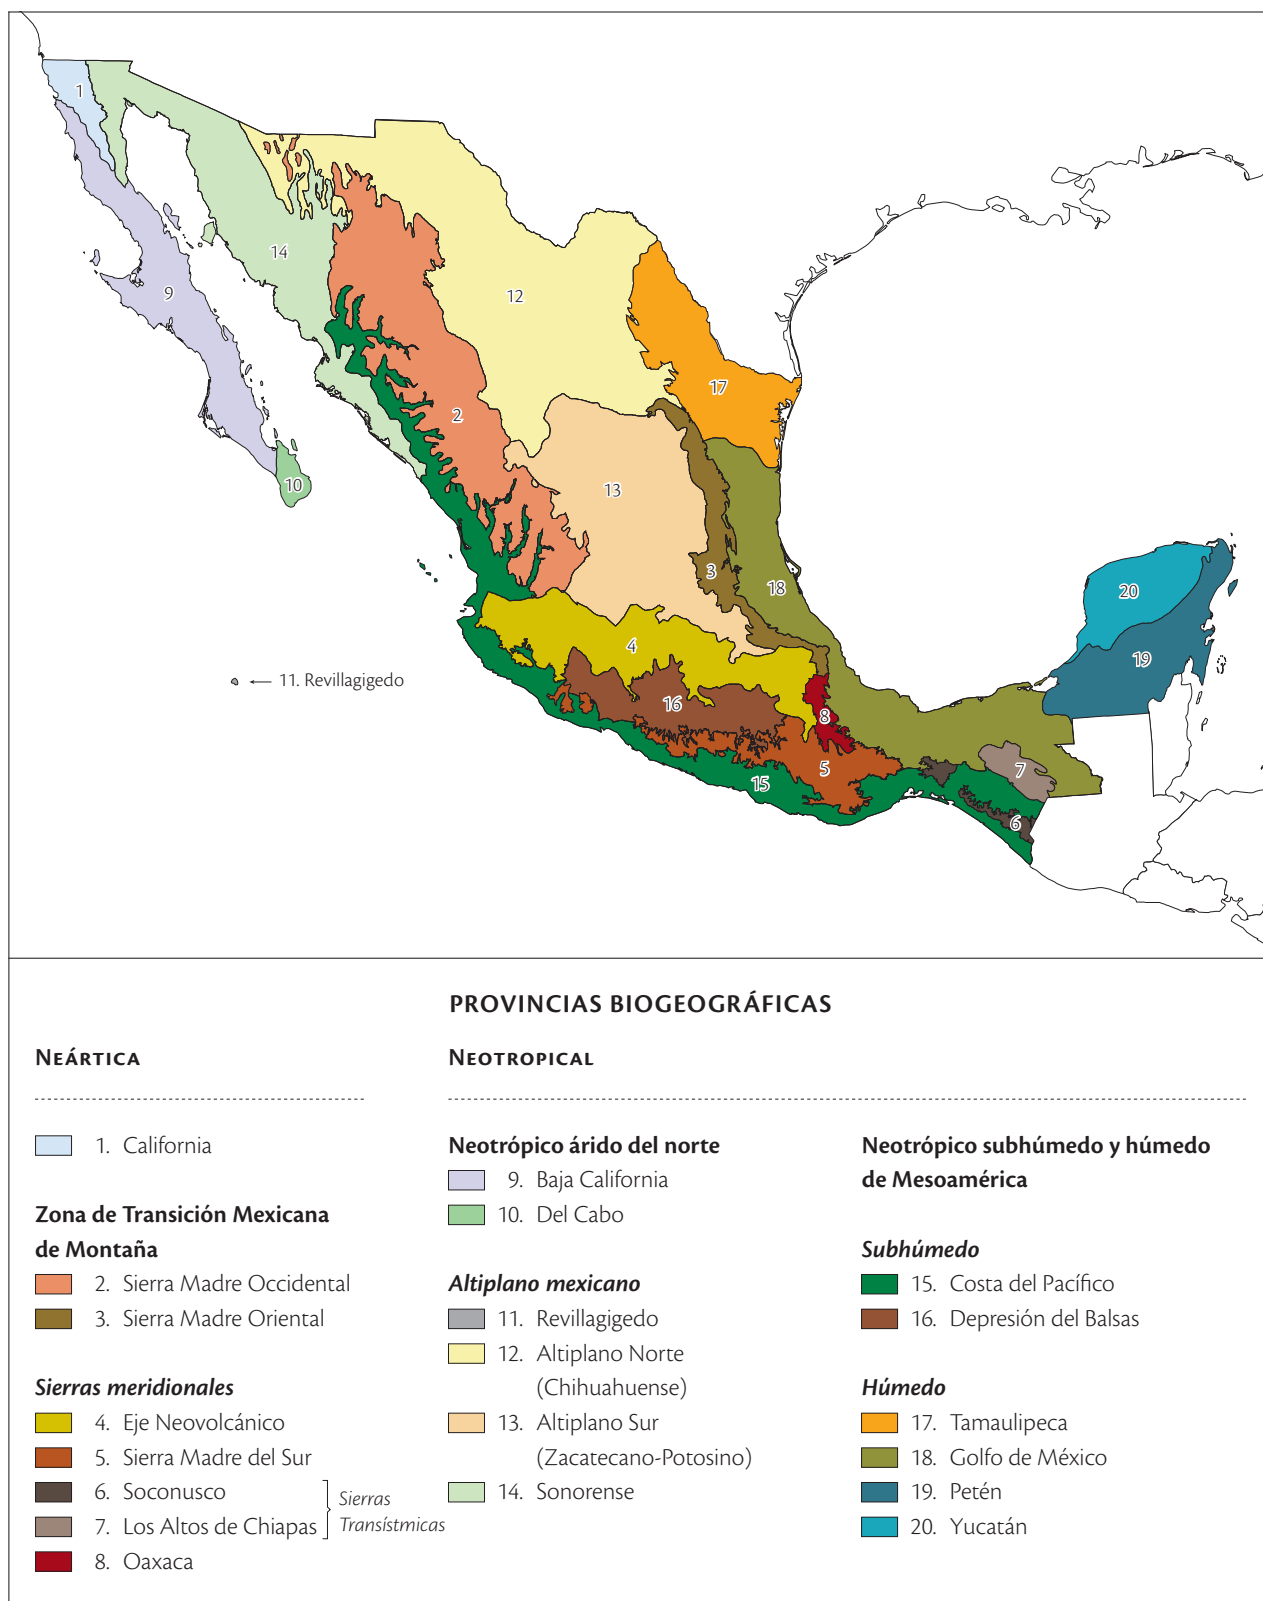 1
14
9
12
2
17
10
13
3
18
20
4
19
11. Revillagigedo
16
8
5
7
15
6
PROVINCIAS BIOGEOGRÁFICAS
NEÁRTICA
1. California
Zona de Transición Mexicana
de Montaña
2. Sierra Madre Occidental
3. Sierra Madre Oriental
Sierras meridionales
4. Eje Neovolcánico
5. Sierra Madre del Sur
6. Soconusco
7. Los Altos de Chiapas
Sierras
Transístmicas
8. Oaxaca
NEOTROPICAL
Neotrópico árido del norte
9. Baja California
10. Del Cabo
Altiplano mexicano
11. Revillagigedo
12. Altiplano Norte
(Chihuahuense)
13. Altiplano Sur
(Zacatecano-Potosino)
14. Sonorense
Neotrópico subhúmedo y húmedo
de Mesoamérica
Subhúmedo
15. Costa del Pacífico
16. Depresión del Balsas
Húmedo
17. Tamaulipeca
18. Golfo de México
19. Petén
20. Yucatán